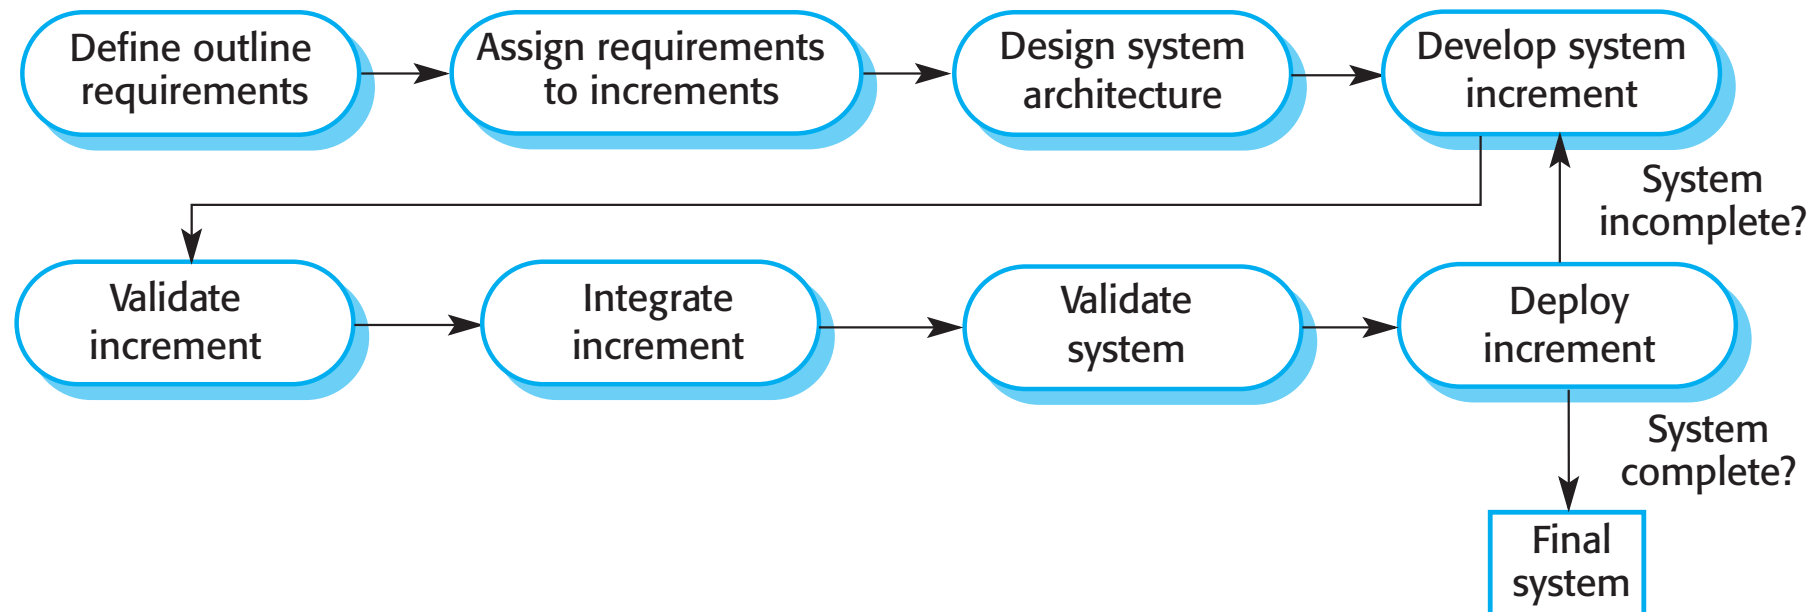 Define outline
requirements
Assign requirements
to increments
Design system
architecture
Develop system
increment
System
incomplete?
Validate
increment
Integrate
increment
Validate
system
Deploy
increment
System
complete?
Final
system